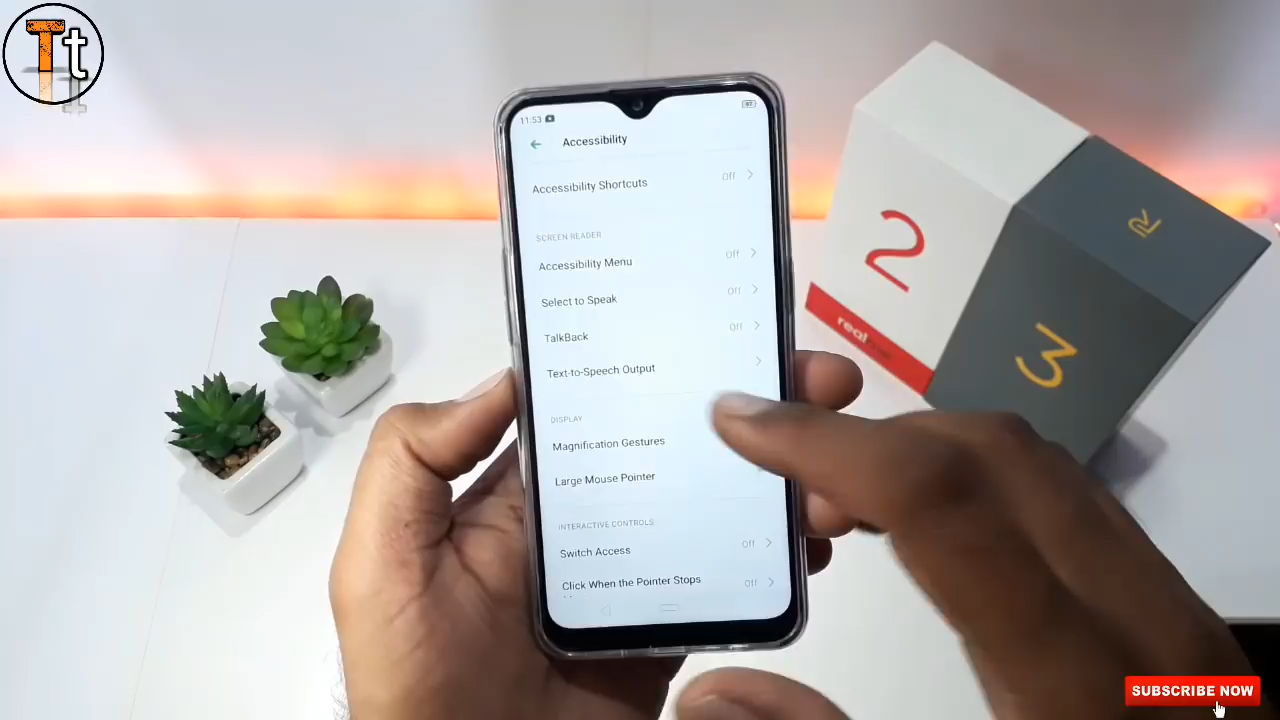 Tt
11:53
67
Accessibility
Accessibility Shortcuts Off
SCREEN READER
Accessibility Menu Off
Select to Speak Off
TalkBack Off
Text-to-Speech Output
DISPLAY
Magnification Gestures
Large Mouse Pointer
INTERACTIVE CONTROLS
Switch Access Off
Click When the Pointer Stops Off
2
realme
3
R
SUBSCRIBE NOW